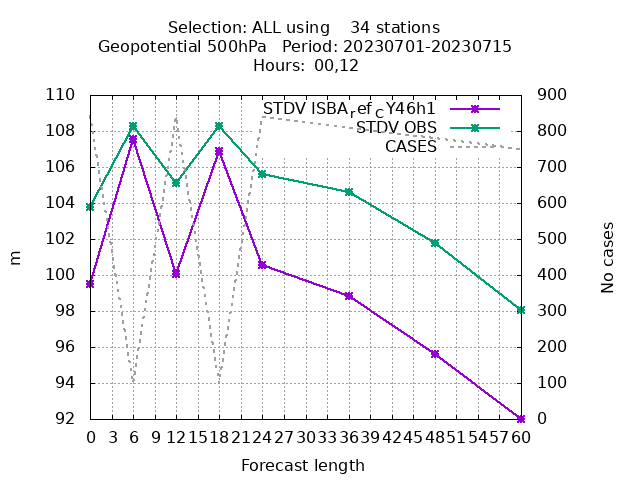 Selection: ALL using 34 stations
Geopotential 500hPa Period: 20230701-20230715
Hours: 00,12
110 900
STDV ISBAref CY46h1
108 STDV OBS 800
CASES
106 700
104 600
102 500
m No cases
100 400
98 300
96 200
94 100
92 0
0 3 6 9 12 15 18 21 24 27 30 33 36 39 42 45 48 51 54 57 60
Forecast length